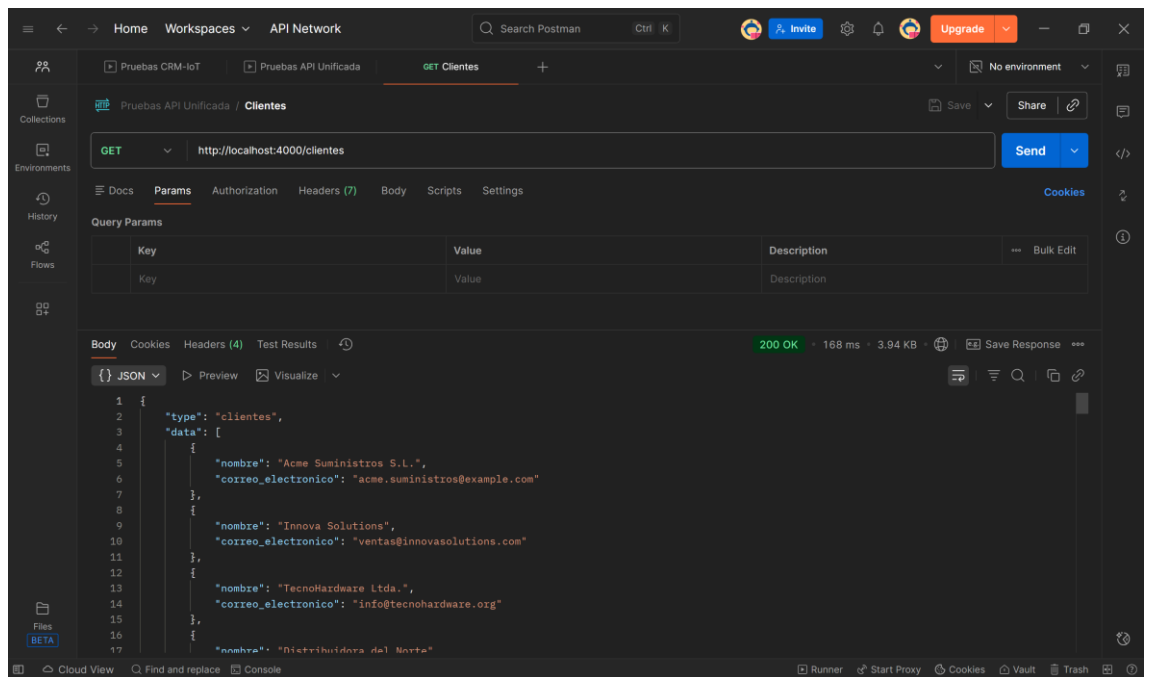 Home Workspaces API Network Search Postman Ctrl K Invite Upgrade
Pruebas CRM-IoT Pruebas API Unificada GET Clientes No environment
Collections
HTTP Pruebas API Unificada / Clientes Save Share
Environments
GET http://localhost:4000/clientes Send
History
Docs Params Authorization Headers (7) Body Scripts Settings Cookies
Flows
Query Params
Key Value Description Bulk Edit
Key Value Description
Body Cookies Headers (4) Test Results 200 OK 168 ms 3.94 KB Save Response
{} JSON Preview Visualize
1 {
2 "type": "clientes",
3 "data": [
4 {
5 "nombre": "Acme Suministros S.L.",
6 "correo_electronico": "acme.suministros@example.com"
7 },
8 {
9 "nombre": "Innova Solutions",
10 "correo_electronico": "ventas@innovasolutions.com"
11 },
12 {
13 "nombre": "TecnoHardware Ltda.",
14 "correo_electronico": "info@tecnohardware.org"
15 },
16 {
17 "nombre": "Distribuidora del Norte"
Files
BETA
Cloud View Find and replace Console Runner Start Proxy Cookies Vault Trash